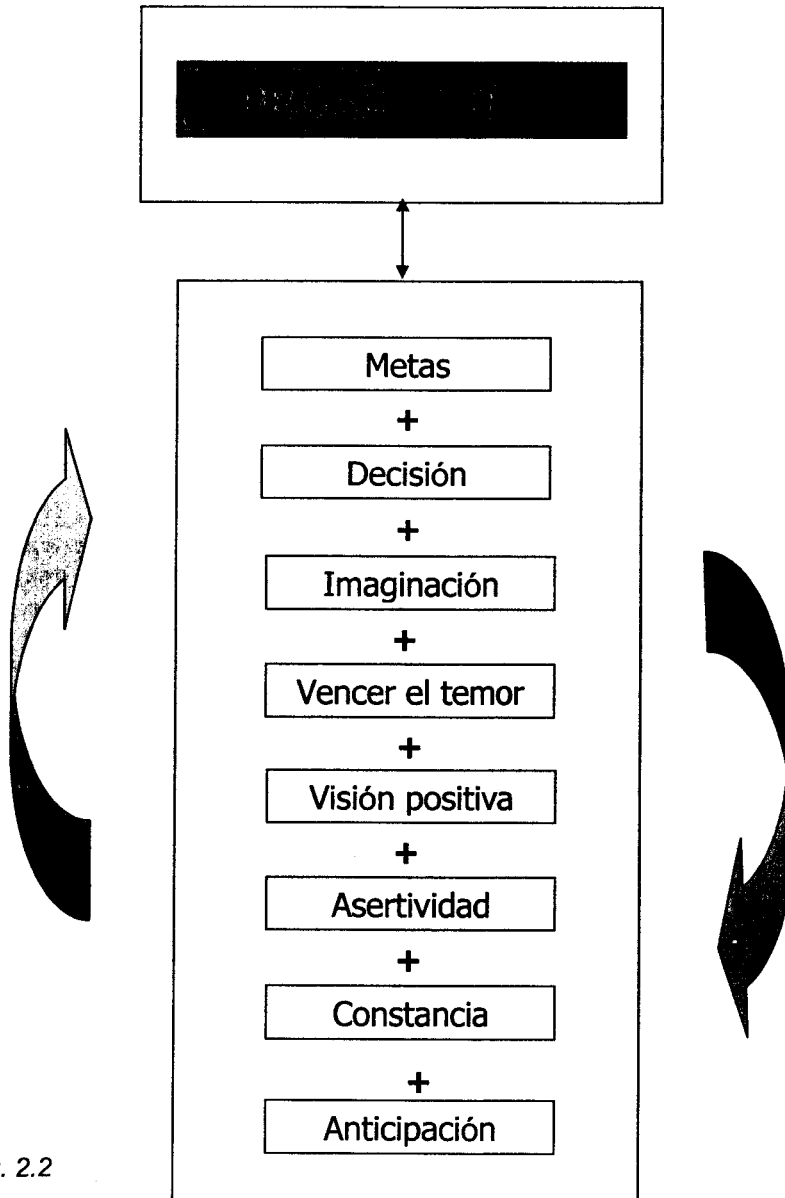 Metas
+
Decisión
+
Imaginación
+
Vencer el temor
+
Visión positiva
+
Asertividad
+
Constancia
+
Anticipación
. 2.2